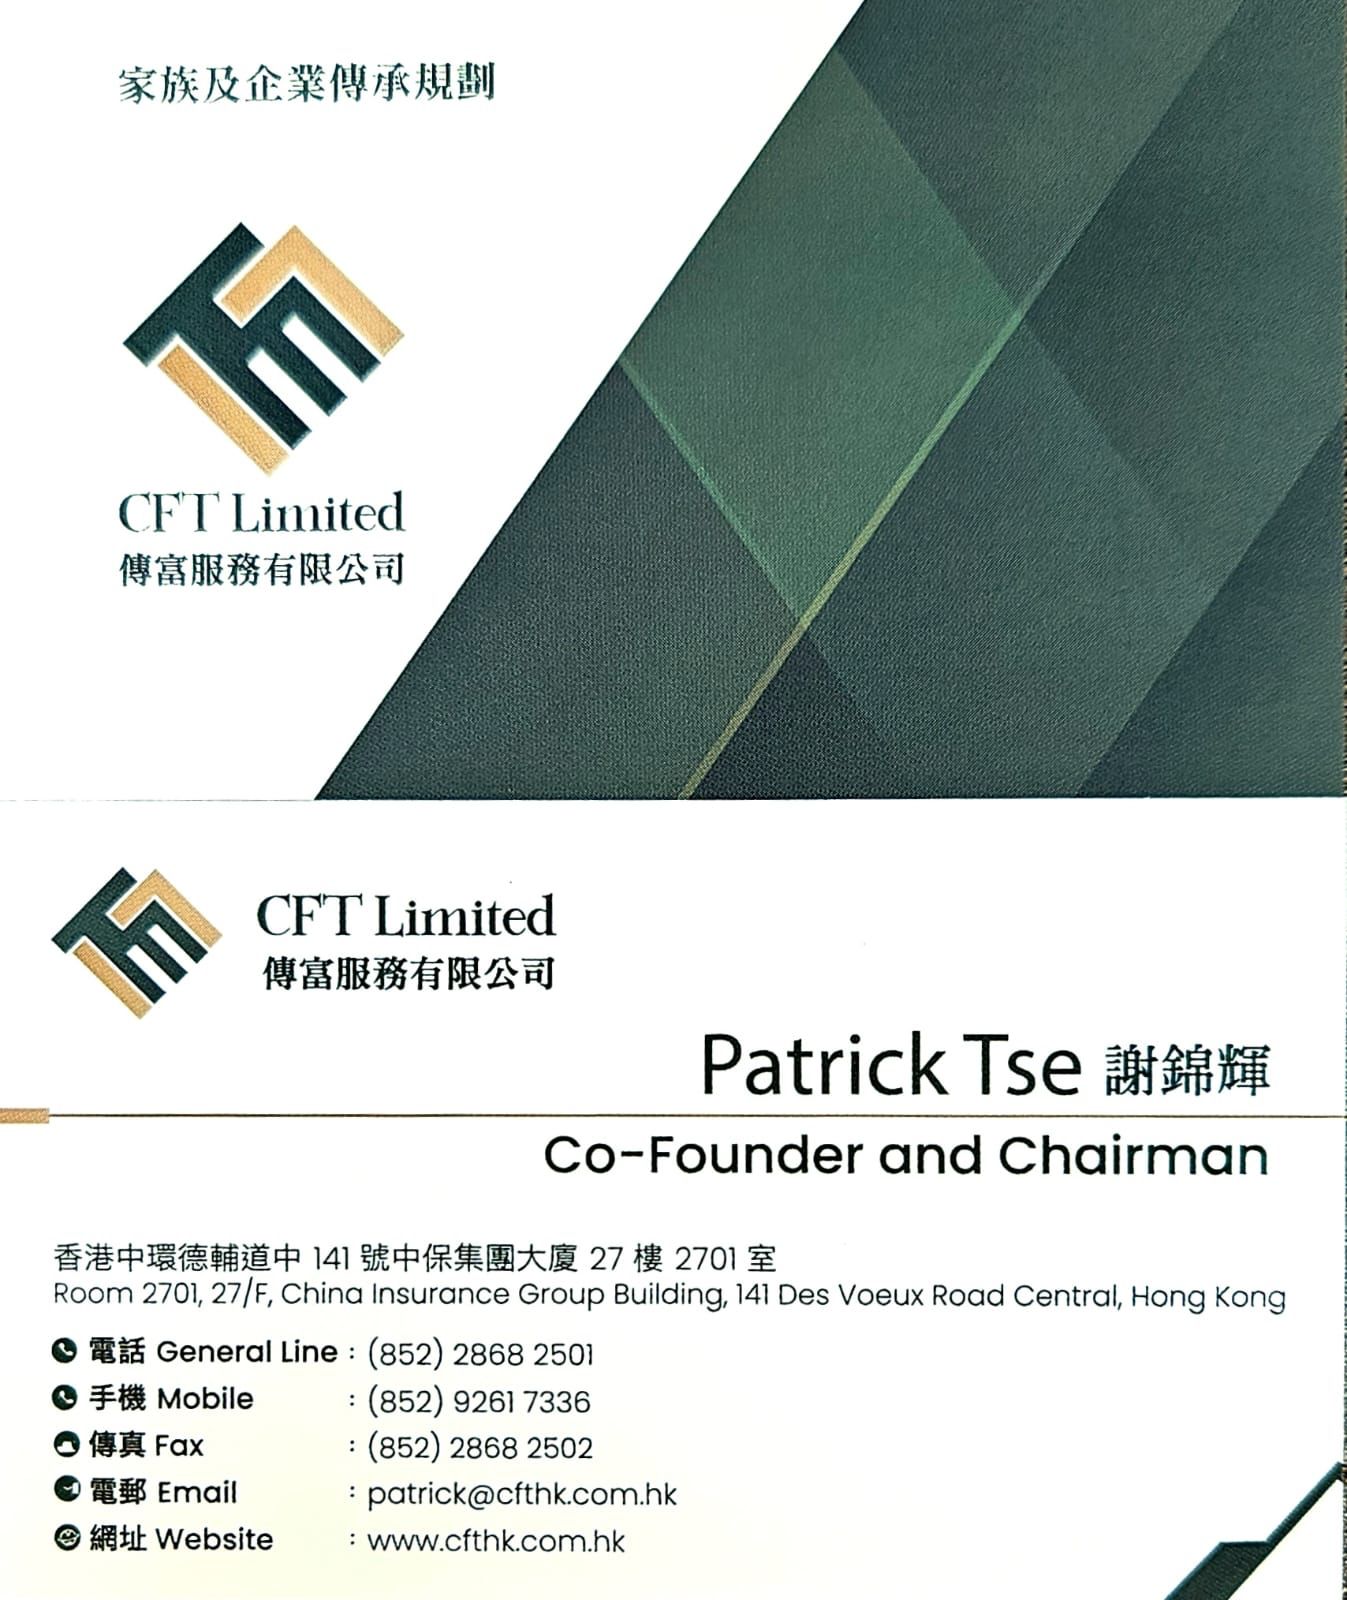 家族及企業傳承規劃
CFT Limited
傳富服務有限公司
CFT Limited
傳富服務有限公司
Patrick Tse 謝錦輝
Co-Founder and Chairman
香港中環德輔道中 141 號中保集團大廈 27 樓 2701 室
Room 2701, 27/F, China Insurance Group Building, 141 Des Voeux Road Central, Hong Kong
電話 General Line : (852) 2868 2501
手機 Mobile : (852) 9261 7336
傳真 Fax : (852) 2868 2502
電郵 Email : patrick@cfthk.com.hk
網址 Website : www.cfthk.com.hk